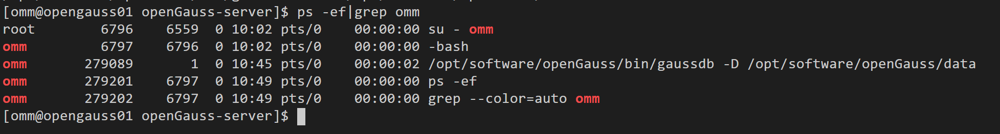 [omm@opengauss01 openGauss-server]$ ps -ef|grep omm
root        6796    6559  0 10:02 pts/0    00:00:00 su - omm
omm         6797    6796  0 10:02 pts/0    00:00:00 -bash
omm       279089       1  0 10:45 pts/0    00:00:02 /opt/software/openGauss/bin/gaussdb -D /opt/software/openGauss/data
omm       279201    6797  0 10:49 pts/0    00:00:00 ps -ef
omm       279202    6797  0 10:49 pts/0    00:00:00 grep --color=auto omm
[omm@opengauss01 openGauss-server]$